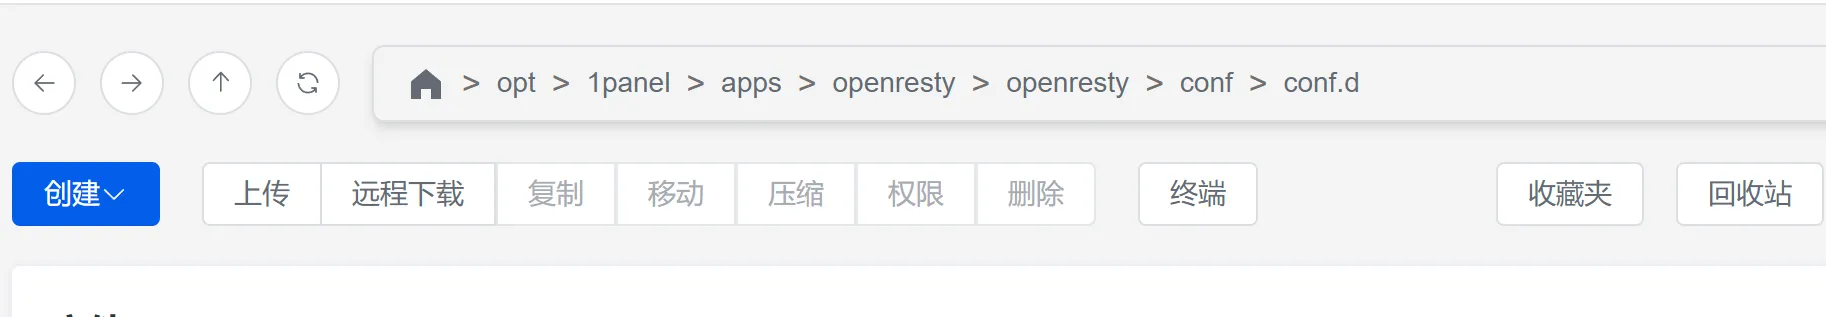 > opt > 1panel > apps > openresty > openresty > conf > conf.d
创建 上传 远程下载 复制 移动 压缩 权限 删除 终端 收藏夹 回收站